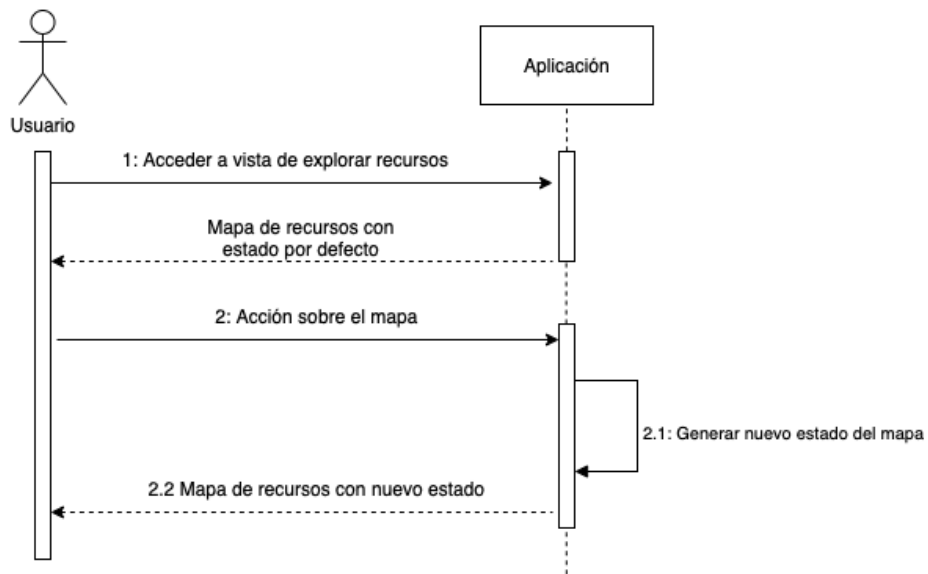 Aplicación
Usuario
1: Acceder a vista de explorar recursos
Mapa de recursos con
estado por defecto
2: Acción sobre el mapa
2.1: Generar nuevo estado del mapa
2.2 Mapa de recursos con nuevo estado